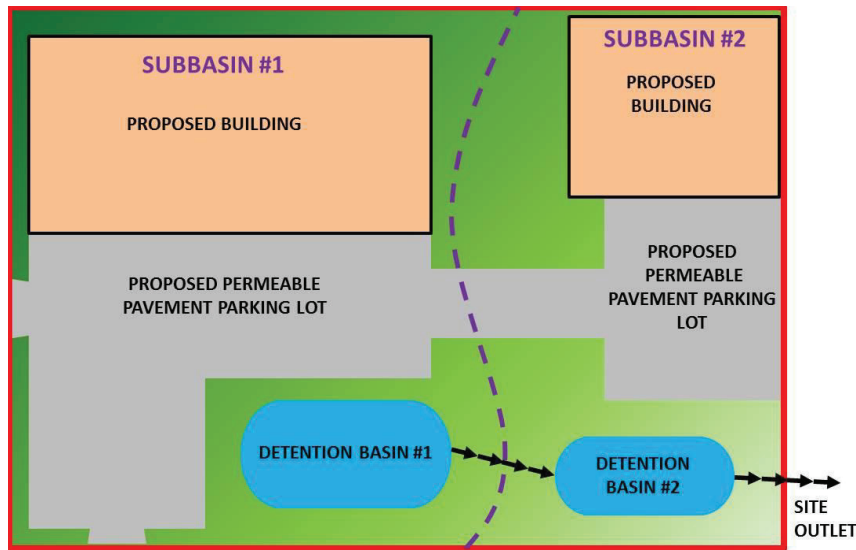 SUBBASIN #1
PROPOSED BUILDING
SUBBASIN #2
PROPOSED
BUILDING
PROPOSED PERMEABLE
PAVEMENT PARKING LOT
PROPOSED
PERMEABLE
PAVEMENT PARKING
LOT
DETENTION BASIN #1
DETENTION
BASIN #2
SITE
OUTLET